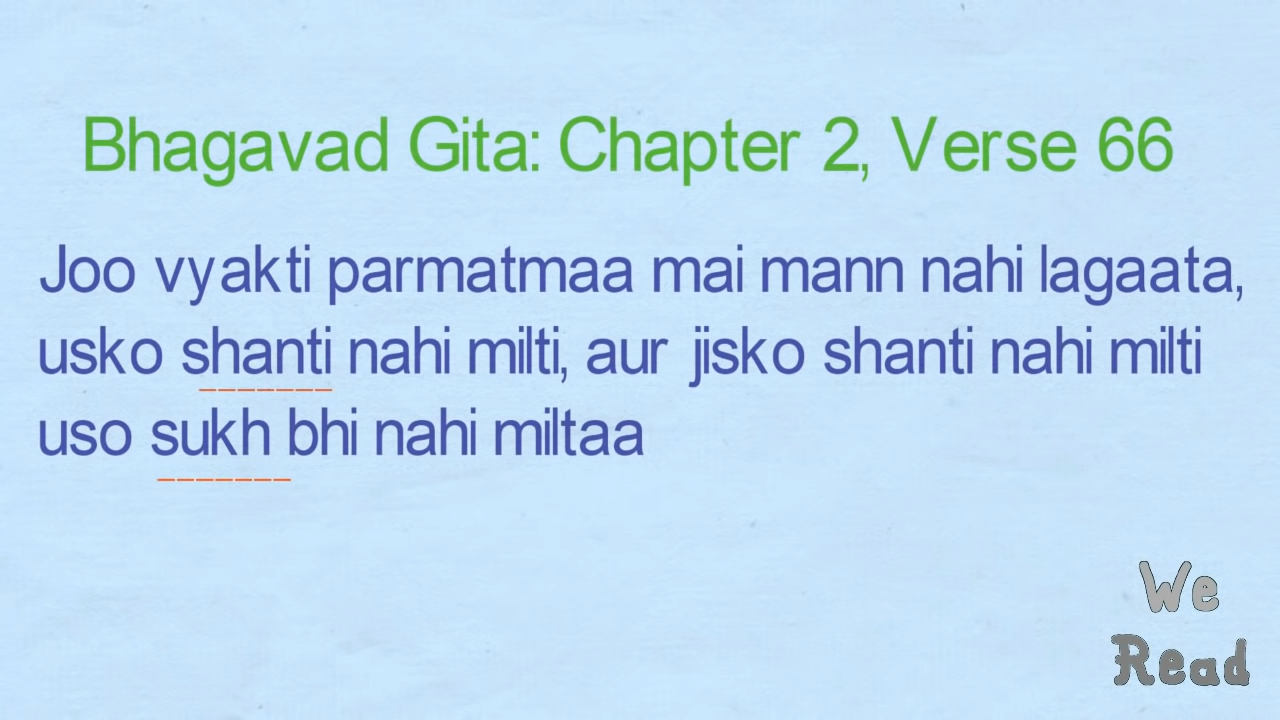 Bhagavad Gita: Chapter 2, Verse 66
Joo vyakti parmatmaa mai mann nahi lagaata,
usko shanti nahi milti, aur jisko shanti nahi milti
uso sukh bhi nahi miltaa
We
Read